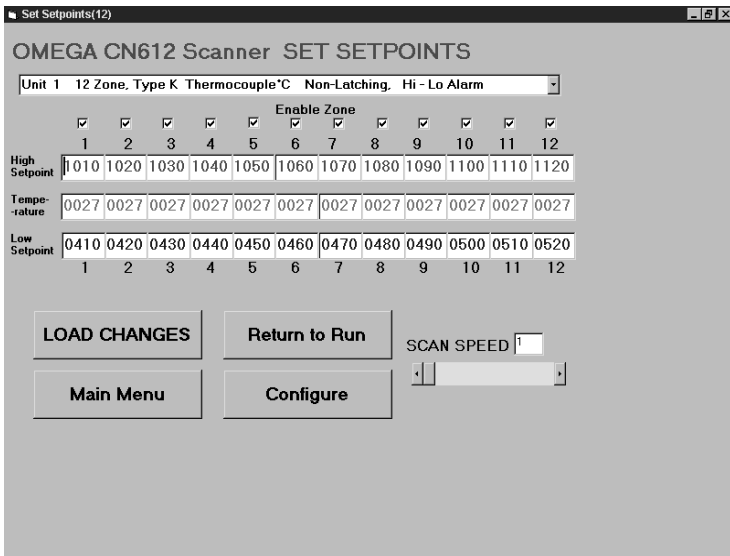 Set Setpoints(12)
OMEGA CN612 Scanner SET SETPOINTS
Unit 1 12 Zone, Type K Thermocouple°C Non-Latching, Hi - Lo Alarm
Enable Zone
1 2 3 4 5 6 7 8 9 10 11 12
High Setpoint 1010 1020 1030 1040 1050 1060 1070 1080 1090 1100 1110 1120
Tempe- -rature 0027 0027 0027 0027 0027 0027 0027 0027 0027 0027 0027 0027
Low Setpoint 0410 0420 0430 0440 0450 0460 0470 0480 0490 0500 0510 0520
1 2 3 4 5 6 7 8 9 10 11 12
LOAD CHANGES Return to Run
SCAN SPEED 1
Main Menu Configure